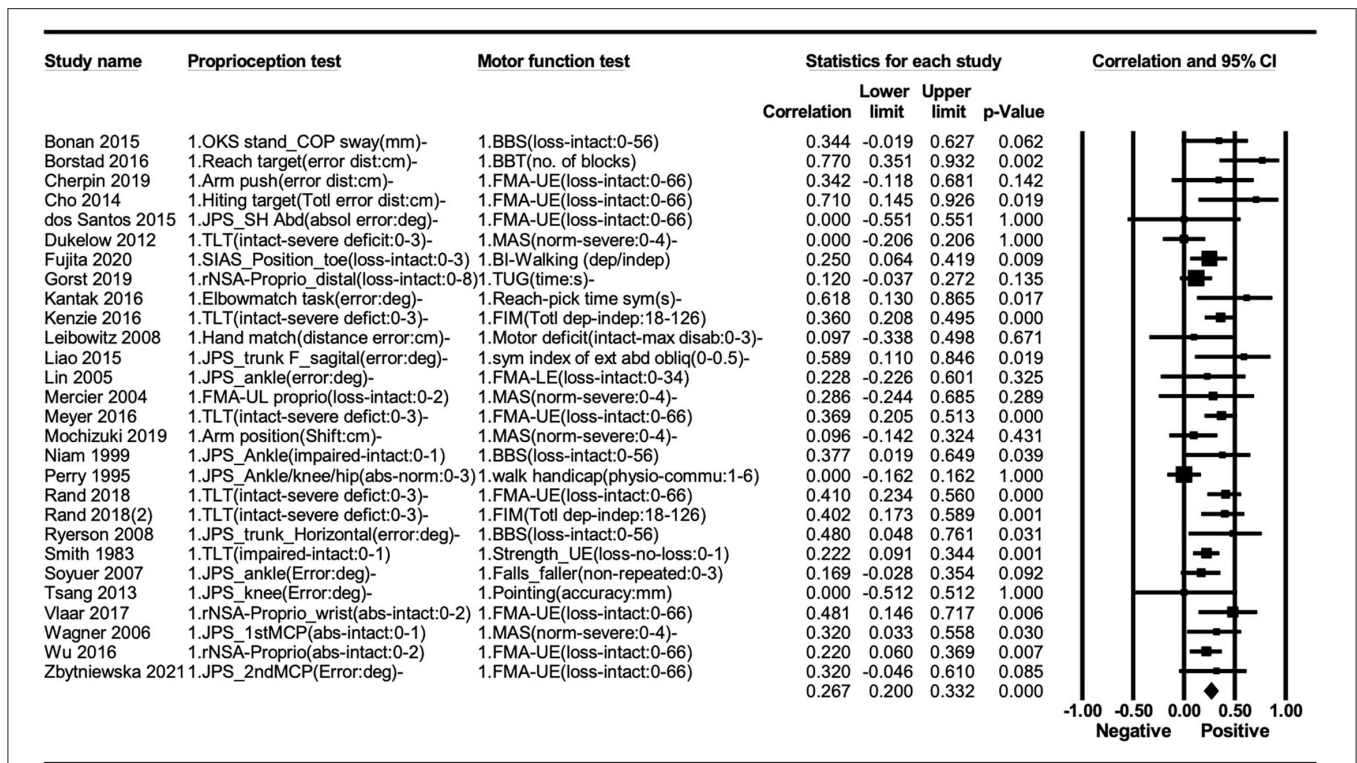 Study name Proprioception test Motor function test Statistics for each study Correlation and 95% CI
Lower Upper
Correlation limit limit p-Value
Bonan 2015 1.OKS stand_COP sway(mm)- 1.BBS(loss-intact:0-56) 0.344 -0.019 0.627 0.062
Borstad 2016 1.Reach target(error dist:cm)- 1.BBT(no. of blocks) 0.770 0.351 0.932 0.002
Cherpin 2019 1.Arm push(error dist:cm)- 1.FMA-UE(loss-intact:0-66) 0.342 -0.118 0.681 0.142
Cho 2014 1.Hiting target(Totl error dist:cm)- 1.FMA-UE(loss-intact:0-66) 0.710 0.145 0.926 0.019
dos Santos 2015 1.JPS_SH Abd(absol error:deg)- 1.FMA-UE(loss-intact:0-66) 0.000 -0.551 0.551 1.000
Dukelow 2012 1.TLT(intact-severe deficit:0-3)- 1.MAS(norm-severe:0-4)- 0.000 -0.206 0.206 1.000
Fujita 2020 1.SIAS_Position_toe(loss-intact:0-3) 1.BI-Walking (dep/indep) 0.250 0.064 0.419 0.009
Gorst 2019 1.rNSA-Proprio_distal(loss-intact:0-8) 1.TUG(time:s)- 0.120 -0.037 0.272 0.135
Kantak 2016 1.Elbowmatch task(error:deg)- 1.Reach-pick time sym(s)- 0.618 0.130 0.865 0.017
Kenzie 2016 1.TLT(intact-severe defict:0-3)- 1.FIM(Totl dep-indep:18-126) 0.360 0.208 0.495 0.000
Leibowitz 2008 1.Hand match(distance error:cm)- 1.Motor deficit(intact-max disab:0-3)- 0.097 -0.338 0.498 0.671
Liao 2015 1.JPS_trunk F_sagital(error:deg)- 1.sym index of ext abd obliq(0-0.5)- 0.589 0.110 0.846 0.019
Lin 2005 1.JPS_ankle(error:deg)- 1.FMA-LE(loss-intact:0-34) 0.228 -0.226 0.601 0.325
Mercier 2004 1.FMA-UL proprio(loss-intact:0-2) 1.MAS(norm-severe:0-4)- 0.286 -0.244 0.685 0.289
Meyer 2016 1.TLT(intact-severe defict:0-3)- 1.FMA-UE(loss-intact:0-66) 0.369 0.205 0.513 0.000
Mochizuki 2019 1.Arm position(Shift:cm)- 1.MAS(norm-severe:0-4)- 0.096 -0.142 0.324 0.431
Niam 1999 1.JPS_Ankle(impaired-intact:0-1) 1.BBS(loss-intact:0-56) 0.377 0.019 0.649 0.039
Perry 1995 1.JPS_Ankle/knee/hip(abs-norm:0-3) 1.walk handicap(physio-commu:1-6) 0.000 -0.162 0.162 1.000
Rand 2018 1.TLT(intact-severe defict:0-3)- 1.FMA-UE(loss-intact:0-66) 0.410 0.234 0.560 0.000
Rand 2018(2) 1.TLT(intact-severe defict:0-3)- 1.FIM(Totl dep-indep:18-126) 0.402 0.173 0.589 0.001
Ryerson 2008 1.JPS_trunk_Horizontal(error:deg)- 1.BBS(loss-intact:0-56) 0.480 0.048 0.761 0.031
Smith 1983 1.TLT(impaired-intact:0-1) 1.Strength_UE(loss-no-loss:0-1) 0.222 0.091 0.344 0.001
Soyuer 2007 1.JPS_ankle(Error:deg)- 1.Falls_faller(non-repeated:0-3) 0.169 -0.028 0.354 0.092
Tsang 2013 1.JPS_knee(Error:deg)- 1.Pointing(accuracy:mm) 0.000 -0.512 0.512 1.000
Vlaar 2017 1.rNSA-Proprio_wrist(abs-intact:0-2) 1.FMA-UE(loss-intact:0-66) 0.481 0.146 0.717 0.006
Wagner 2006 1.JPS_1stMCP(abs-intact:0-1) 1.MAS(norm-severe:0-4)- 0.320 0.033 0.558 0.030
Wu 2016 1.rNSA-Proprio(abs-intact:0-2) 1.FMA-UE(loss-intact:0-66) 0.220 0.060 0.369 0.007
Zbytniewska 2021 1.JPS_2ndMCP(Error:deg)- 1.FMA-UE(loss-intact:0-66) 0.320 -0.046 0.610 0.085
0.267 0.200 0.332 0.000
-1.00 -0.50 0.00 0.50 1.00
Negative Positive